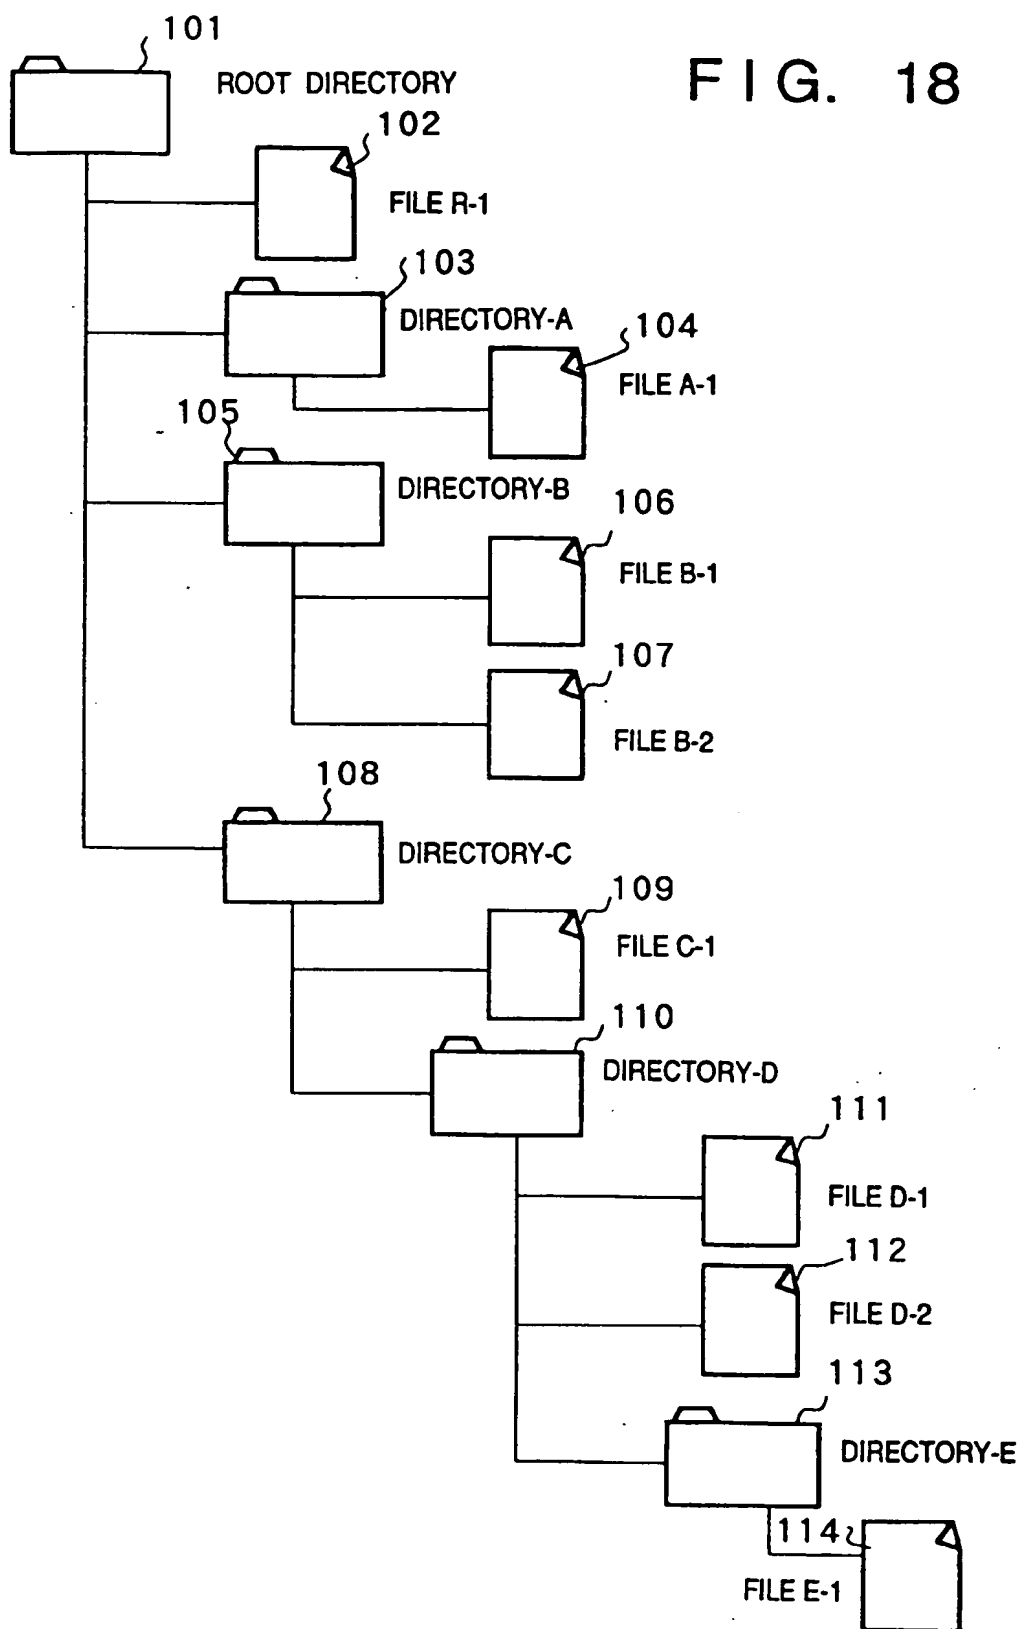 101
ROOT DIRECTORY
FIG. 18
102
FILE R-1
103
DIRECTORY-A
104
FILE A-1
105
DIRECTORY-B
106
FILE B-1
107
FILE B-2
108
DIRECTORY-C
109
FILE C-1
110
DIRECTORY-D
111
FILE D-1
112
FILE D-2
113
DIRECTORY-E
114
FILE E-1